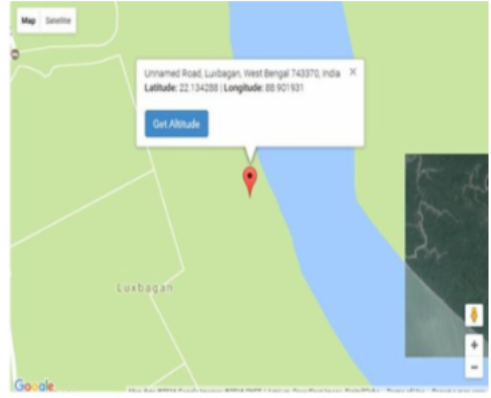 Map Satellite
Unnamed Road, Luxbagan, West Bengal 743370, India
Latitude: 22.134288 | Longitude: 88.901931
Get Altitude
Luxbagan
Google